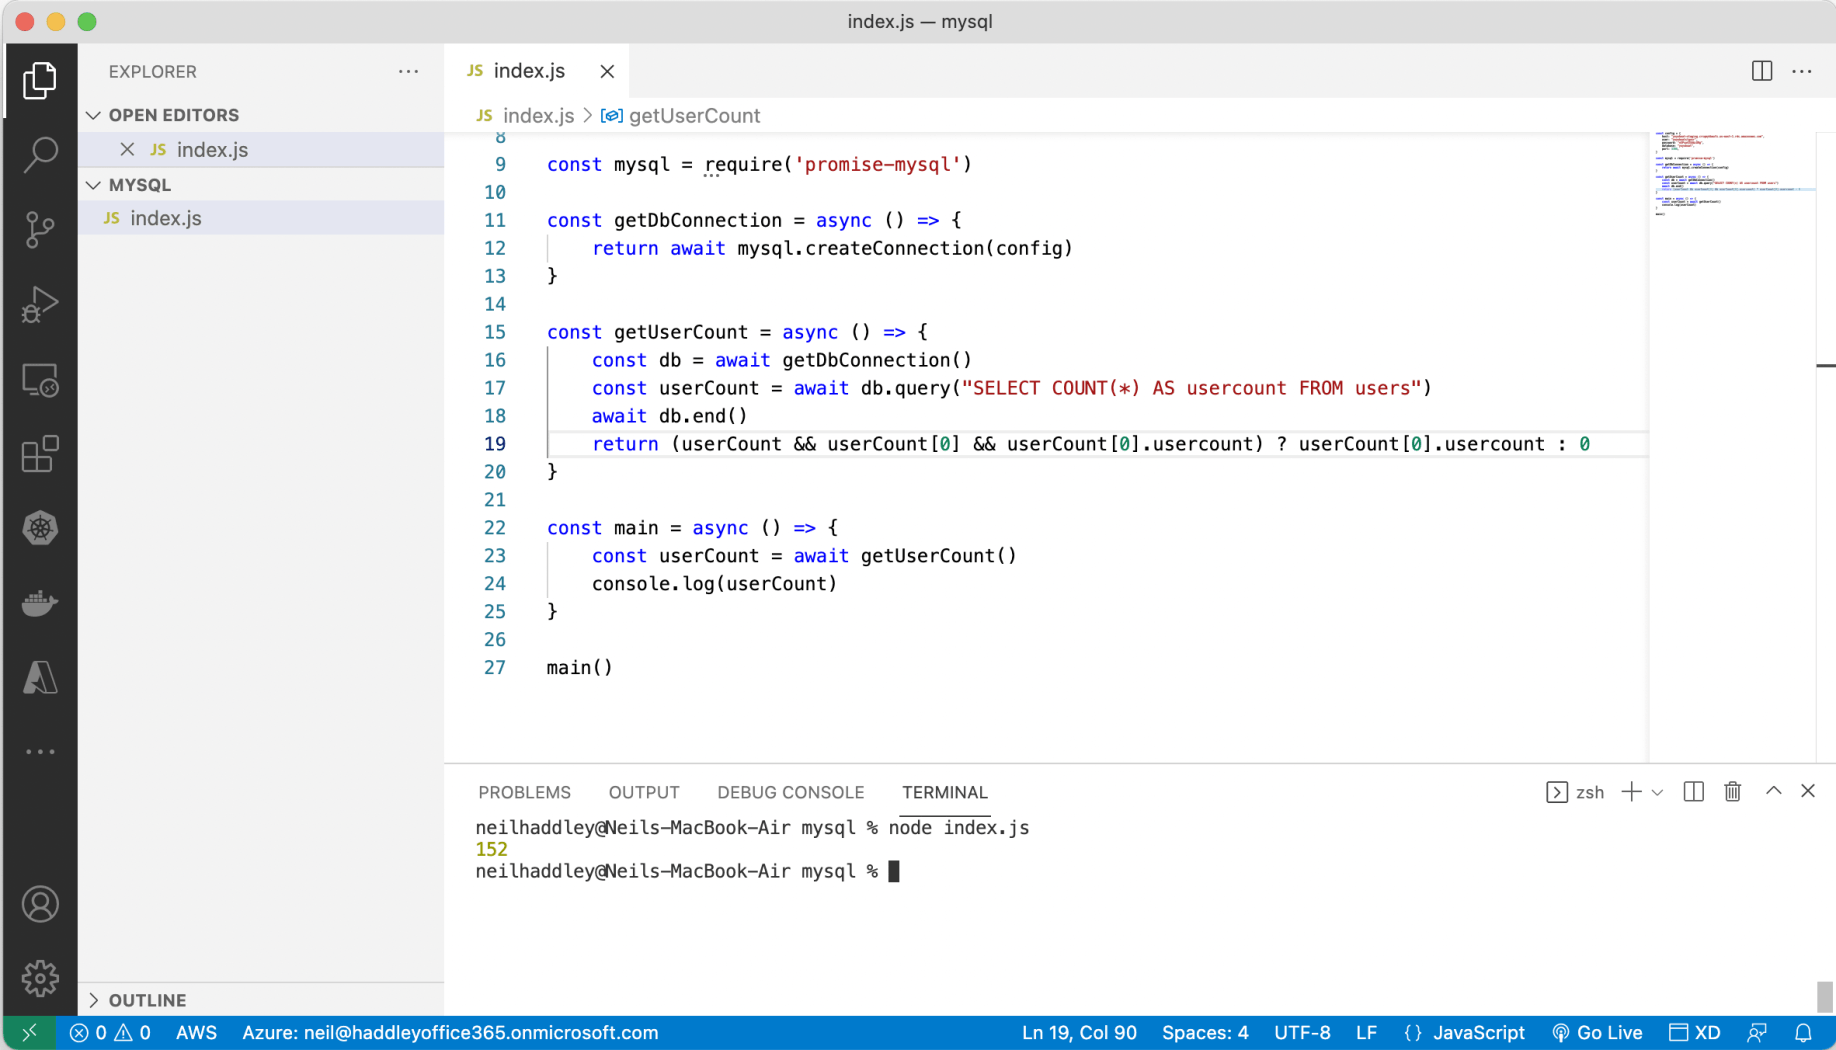 index.js — mysql
EXPLORER
OPEN EDITORS
JS index.js
MYSQL
JS index.js
OUTLINE
JS index.js
JS index.js > getUserCount
8
9 const mysql = require('promise-mysql')
10
11 const getDbConnection = async () => {
12     return await mysql.createConnection(config)
13 }
14
15 const getUserCount = async () => {
16     const db = await getDbConnection()
17     const userCount = await db.query("SELECT COUNT(*) AS usercount FROM users")
18     await db.end()
19     return (userCount && userCount[0] && userCount[0].usercount) ? userCount[0].usercount : 0
20 }
21
22 const main = async () => {
23     const userCount = await getUserCount()
24     console.log(userCount)
25 }
26
27 main()
PROBLEMS OUTPUT DEBUG CONSOLE TERMINAL zsh
neilhaddley@Neils-MacBook-Air mysql % node index.js
152
neilhaddley@Neils-MacBook-Air mysql %
0 0 AWS Azure: neil@haddleyoffice365.onmicrosoft.com Ln 19, Col 90 Spaces: 4 UTF-8 LF {} JavaScript Go Live XD